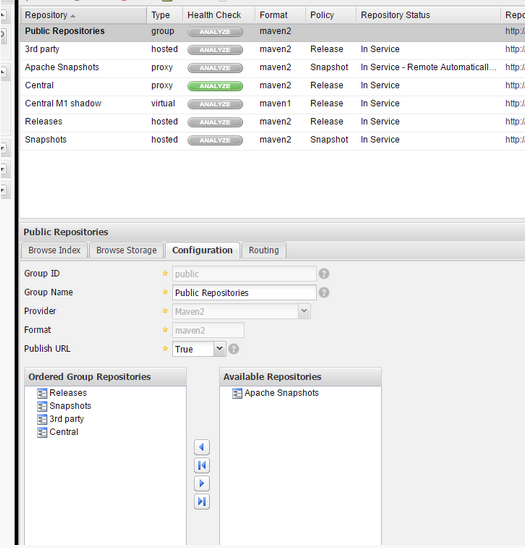 Repository Type Health Check Format Policy Repository Status
Public Repositories group ANALYZE maven2 http:/
3rd party hosted ANALYZE maven2 Release In Service http:/
Apache Snapshots proxy ANALYZE maven2 Snapshot In Service - Remote Automaticall... http:/
Central proxy ANALYZE maven2 Release In Service http:/
Central M1 shadow virtual ANALYZE maven1 Release In Service http:/
Releases hosted ANALYZE maven2 Release In Service http:/
Snapshots hosted ANALYZE maven2 Snapshot In Service http:/
Public Repositories
Browse Index Browse Storage Configuration Routing
Group ID public
Group Name Public Repositories
Provider Maven2
Format maven2
Publish URL True
Ordered Group Repositories Available Repositories
Releases Apache Snapshots
Snapshots
3rd party
Central